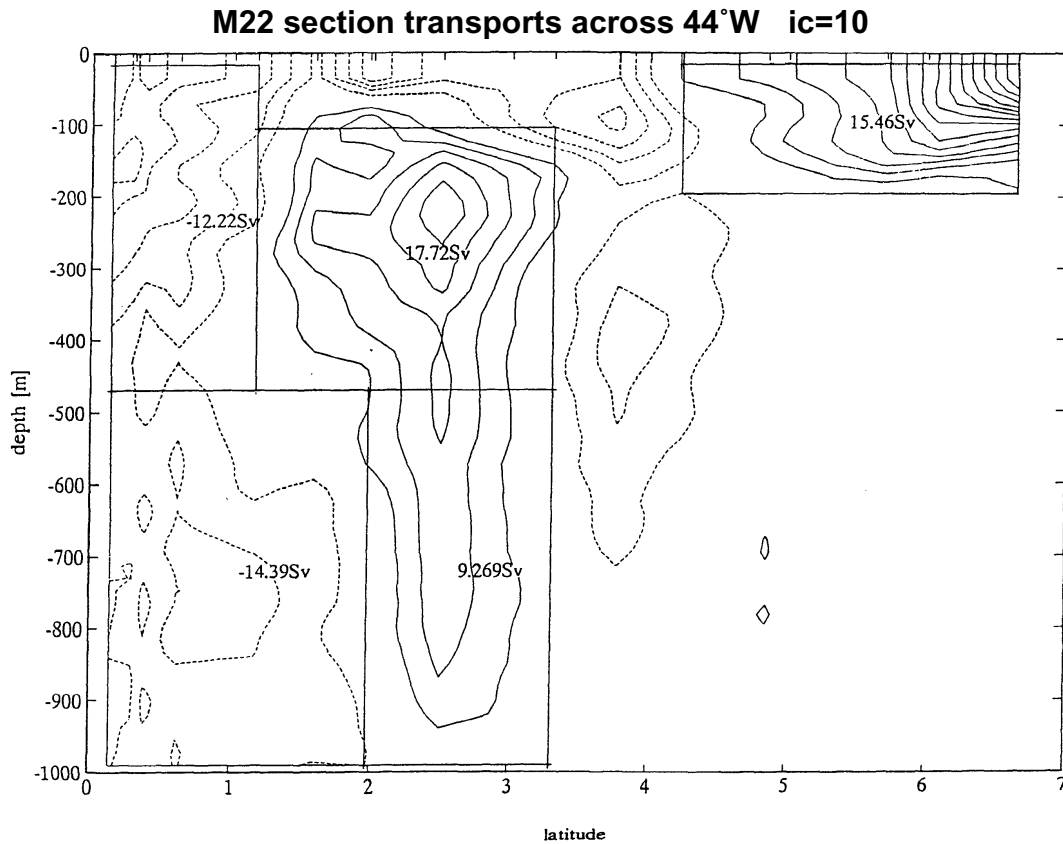 M22 section transports across 44˚W ic=10
0
-100
-200
-300
-400
-500
-600
-700
-800
-900
-1000
depth [m]
15.46Sv
-12.22Sv
17.72Sv
-14.39Sv
9.269Sv
0
1
2
3
4
5
6
7
latitude